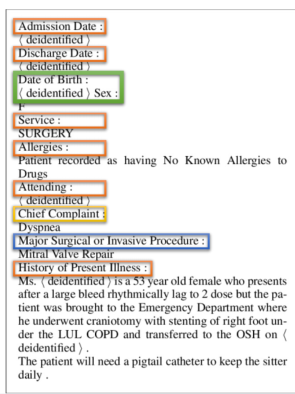 Admission Date :
⟨ deidentified ⟩
Discharge Date :
⟨ deidentified ⟩
Date of Birth :
⟨ deidentified ⟩ Sex :
F
Service :
SURGERY
Allergies :
Patient recorded as having No Known Allergies to
Drugs
Attending :
⟨ deidentified ⟩
Chief Complaint :
Dyspnea
Major Surgical or Invasive Procedure :
Mitral Valve Repair
History of Present Illness :
Ms. ⟨ deidentified ⟩ is a 53 year old female who presents
after a large bleed rhythmically lag to 2 dose but the pa-
tient was brought to the Emergency Department where
he underwent craniotomy with stenting of right foot un-
der the LUL COPD and transferred to the OSH on ⟨
deidentified ⟩ .
The patient will need a pigtail catheter to keep the sitter
daily .